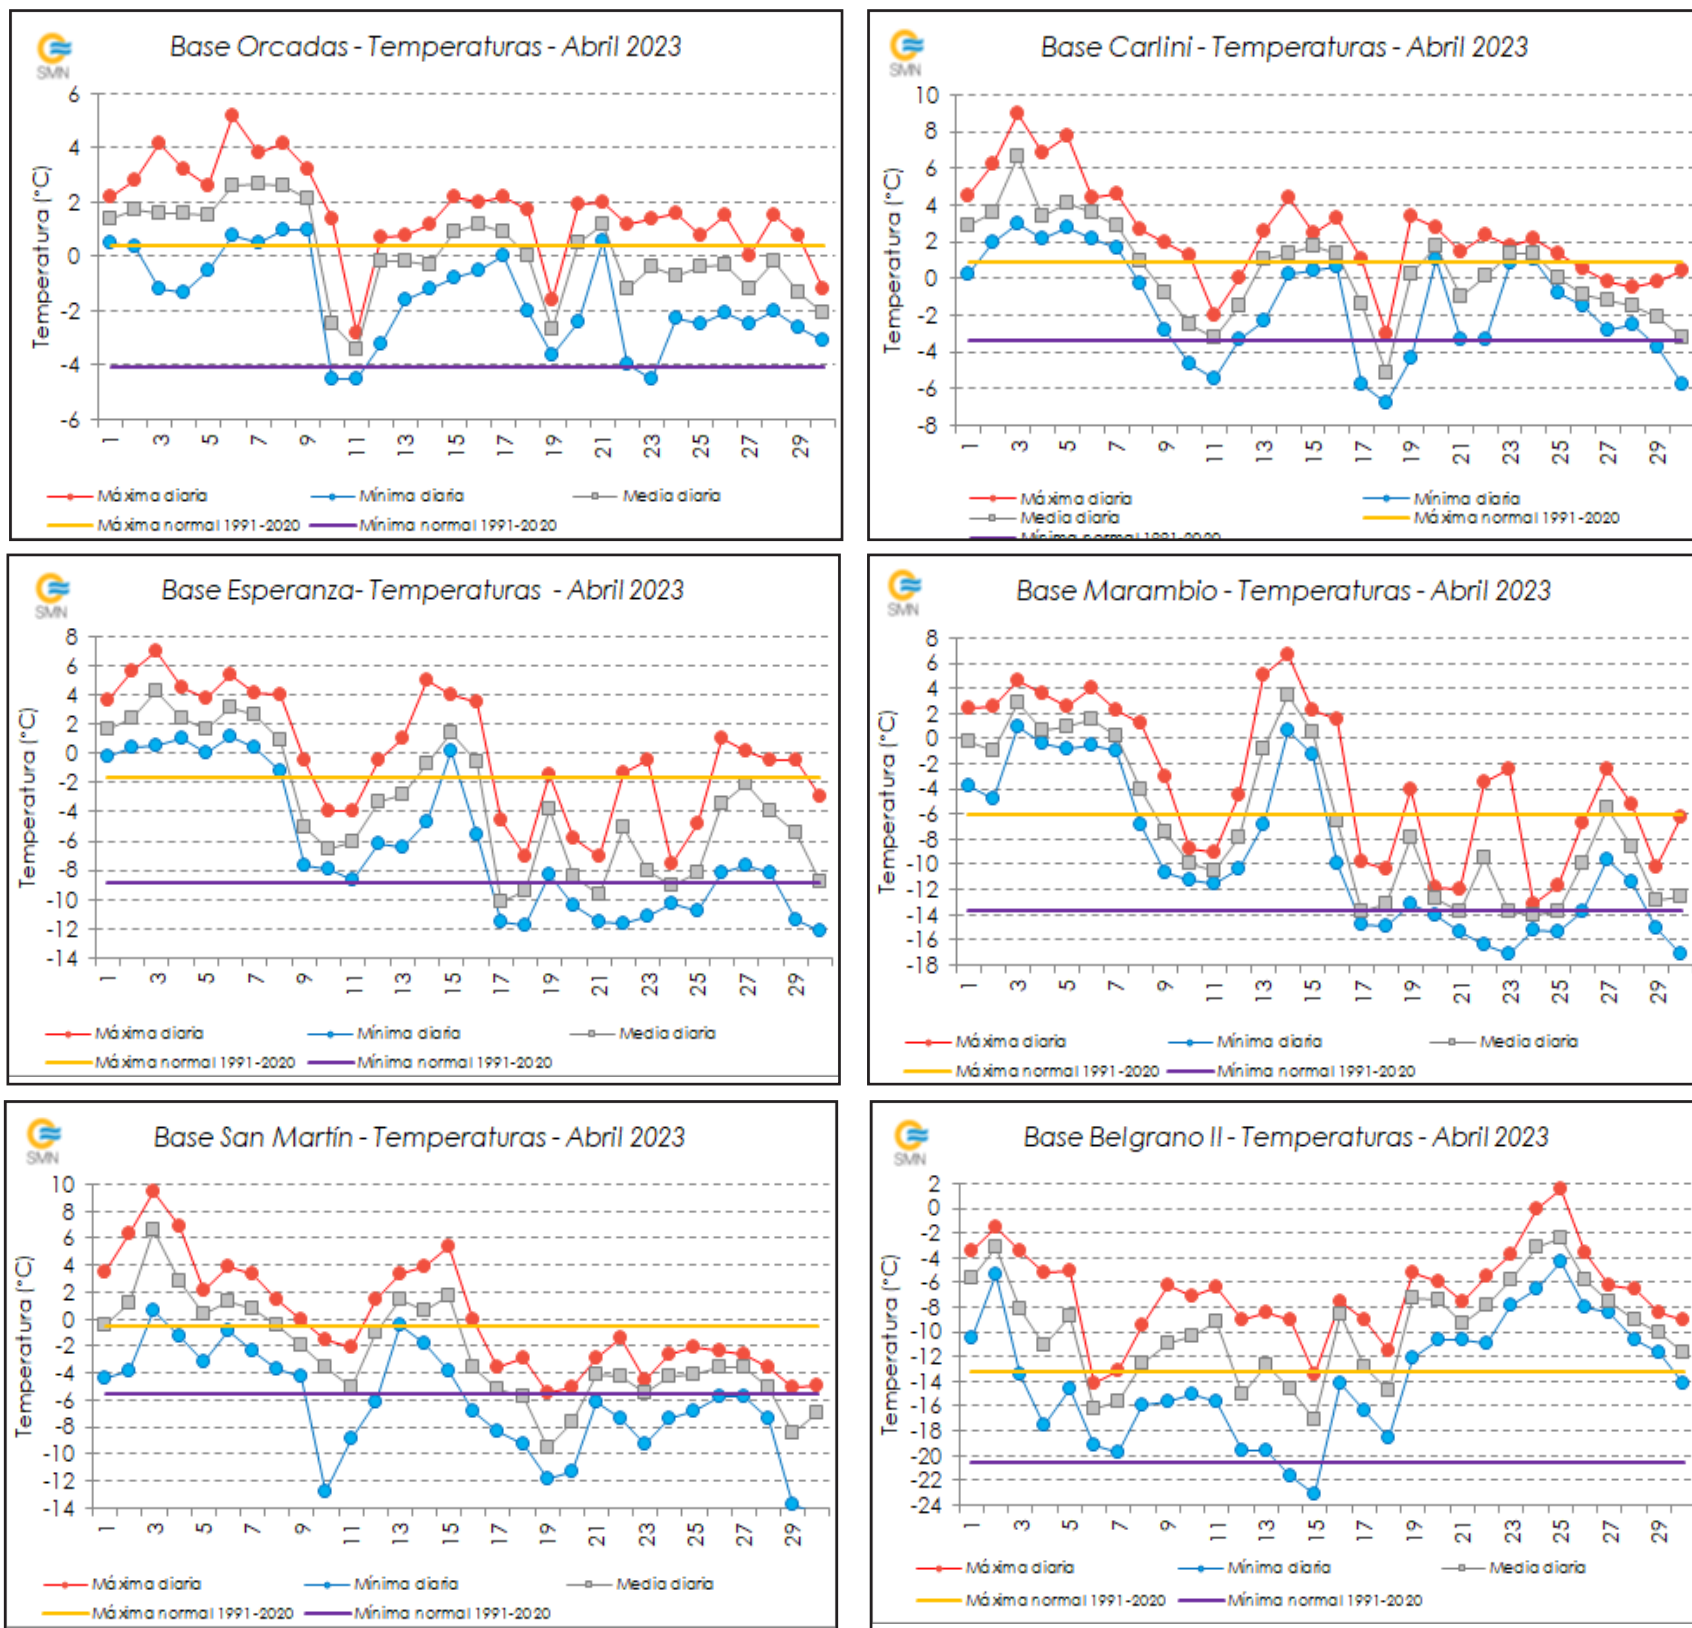 SMN
Base Orcadas - Temperaturas - Abril 2023
Temperatura (°C)
6
4
2
0
-2
-4
-6
1 3 5 7 9 11 13 15 17 19 21 23 25 27 29
Máxima diaria Mínima diaria Media diaria
Máxima normal 1991-2020 Mínima normal 1991-2020
SMN
Base Carlini - Temperaturas - Abril 2023
Temperatura (°C)
10
8
6
4
2
0
-2
-4
-6
-8
1 3 5 7 9 11 13 15 17 19 21 23 25 27 29
Máxima diaria Mínima diaria
Media diaria Máxima normal 1991-2020
Mínima normal 1991-2020
SMN
Base Esperanza- Temperaturas - Abril 2023
Temperatura (°C)
8
6
4
2
0
-2
-4
-6
-8
-10
-12
-14
1 3 5 7 9 11 13 15 17 19 21 23 25 27 29
Máxima diaria Mínima diaria Media diaria
Máxima normal 1991-2020 Mínima normal 1991-2020
SMN
Base Marambio - Temperaturas - Abril 2023
Temperatura (°C)
8
6
4
2
0
-2
-4
-6
-8
-10
-12
-14
-16
-18
1 3 5 7 9 11 13 15 17 19 21 23 25 27 29
Máxima diaria Mínima diaria Media diaria
Máxima normal 1991-2020 Mínima normal 1991-2020
SMN
Base San Martín - Temperaturas - Abril 2023
Temperatura (°C)
10
8
6
4
2
0
-2
-4
-6
-8
-10
-12
-14
1 3 5 7 9 11 13 15 17 19 21 23 25 27 29
Máxima diaria Mínima diaria Media diaria
Máxima normal 1991-2020 Mínima normal 1991-2020
SMN
Base Belgrano II - Temperaturas - Abril 2023
Temperatura (°C)
2
0
-2
-4
-6
-8
-10
-12
-14
-16
-18
-20
-22
-24
1 3 5 7 9 11 13 15 17 19 21 23 25 27 29
Máxima diaria Mínima diaria Media diaria
Máxima normal 1991-2020 Mínima normal 1991-2020